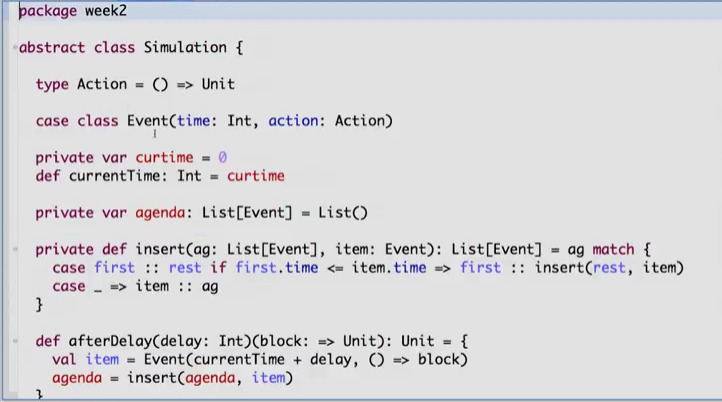 package week2
abstract class Simulation {
type Action = () => Unit
case class Event(time: Int, action: Action)
private var curtime = 0
def currentTime: Int = curtime
private var agenda: List[Event] = List()
private def insert(ag: List[Event], item: Event): List[Event] = ag match {
case first :: rest if first.time <= item.time => first :: insert(rest, item)
case _ => item :: ag
}
def afterDelay(delay: Int)(block: => Unit): Unit = {
val item = Event(currentTime + delay, () => block)
agenda = insert(agenda, item)
}